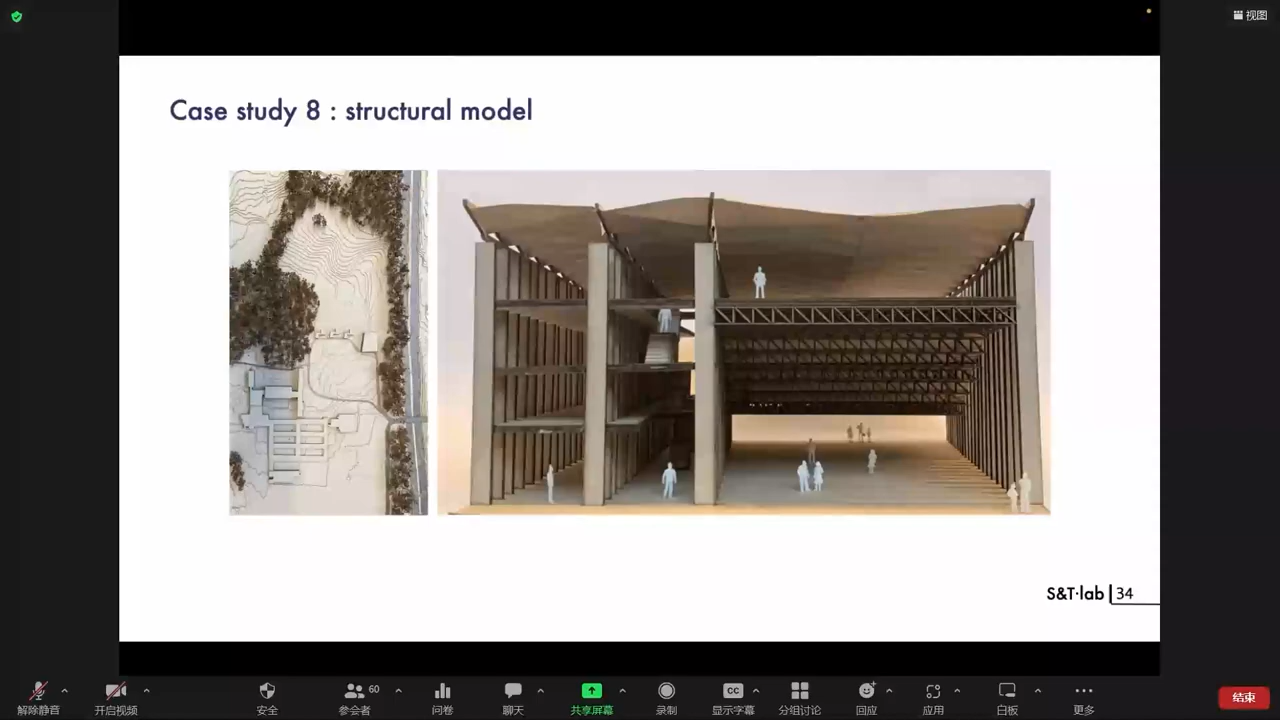 视图
Case study 8 : structural model
S&T·lab 34
解除静音
开启视频
安全
60
参会者
问卷
聊天
共享屏幕
录制
CC
显示字幕
分组讨论
回应
应用
白板
更多
结束